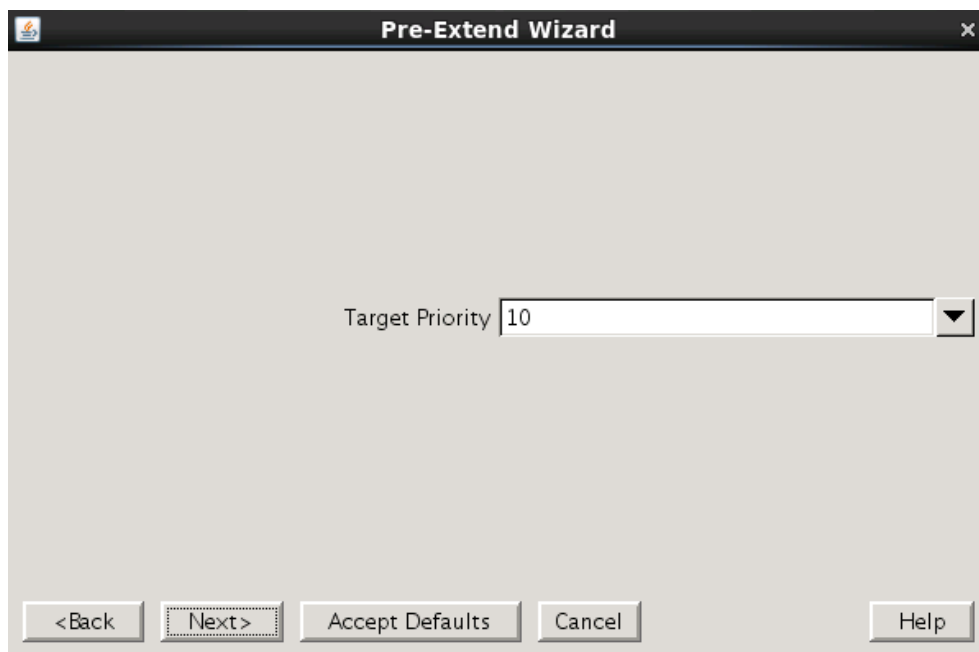 Pre-Extend Wizard
Target Priority 10
<Back Next> Accept Defaults Cancel Help